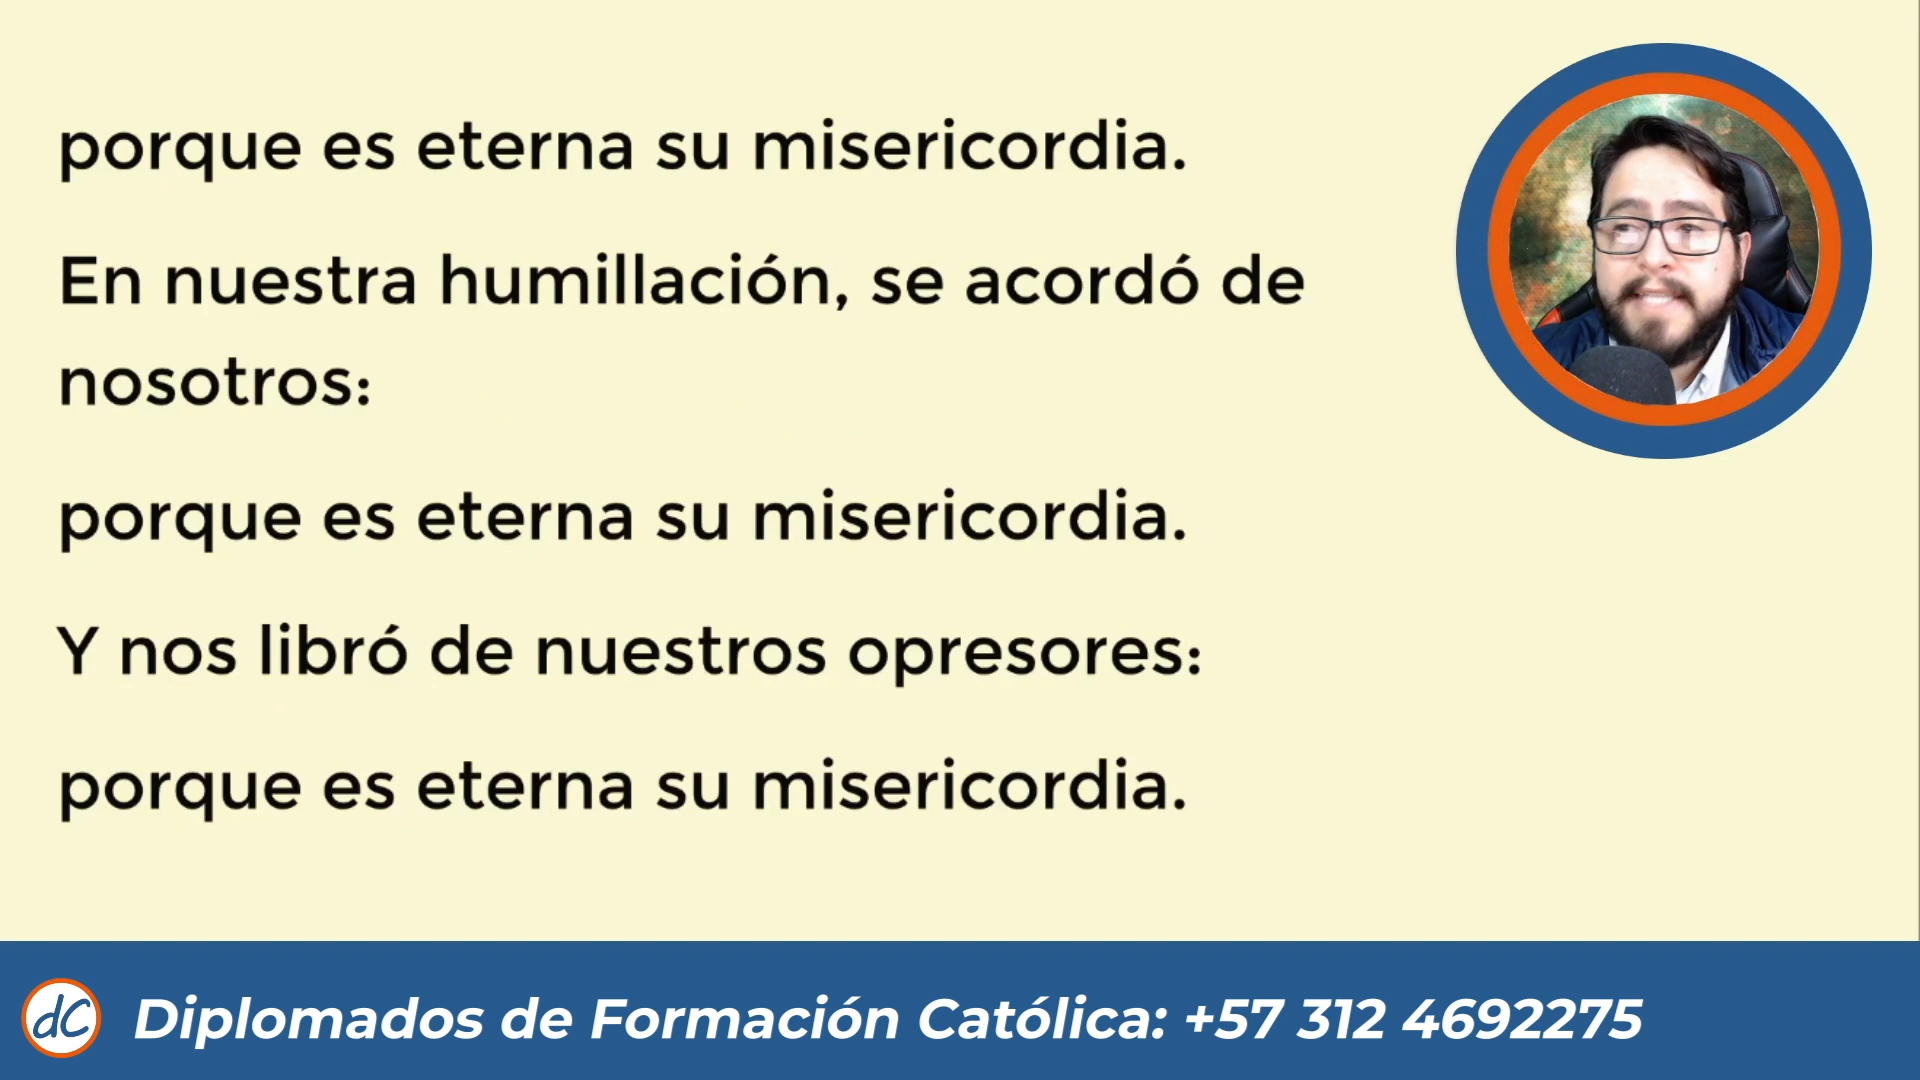 porque es eterna su misericordia.
En nuestra humillación, se acordó de
nosotros:
porque es eterna su misericordia.
Y nos libró de nuestros opresores:
porque es eterna su misericordia.
dC Diplomados de Formación Católica: +57 312 4692275